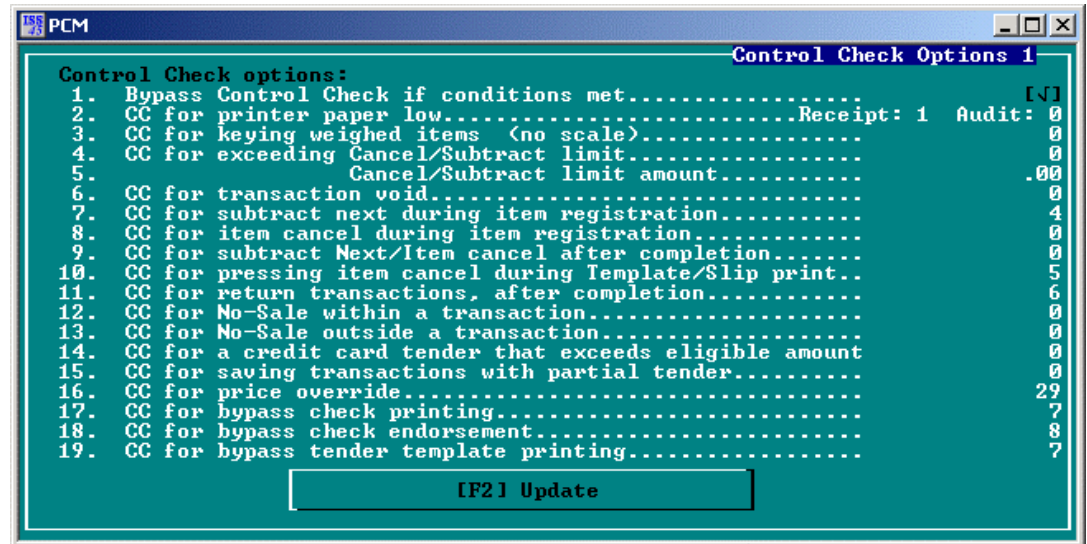 ISS
45 PCM
Control Check Options 1
Control Check options:
1. Bypass Control Check if conditions met.................. [√]
2. CC for printer paper low...........................Receipt: 1 Audit: 0
3. CC for keying weighed items (no scale)................. 0
4. CC for exceeding Cancel/Subtract limit.................. 0
5. Cancel/Subtract limit amount........... .00
6. CC for transaction void................................. 0
7. CC for subtract next during item registration........... 4
8. CC for item cancel during item registration............. 0
9. CC for subtract Next/Item cancel after completion....... 0
10. CC for pressing item cancel during Template/Slip print.. 5
11. CC for return transactions, after completion............ 6
12. CC for No-Sale within a transaction..................... 0
13. CC for No-Sale outside a transaction.................... 0
14. CC for a credit card tender that exceeds eligible amount 0
15. CC for saving transactions with partial tender.......... 0
16. CC for price override................................... 29
17. CC for bypass check printing............................ 7
18. CC for bypass check endorsement......................... 8
19. CC for bypass tender template printing.................. 7
[F2] Update